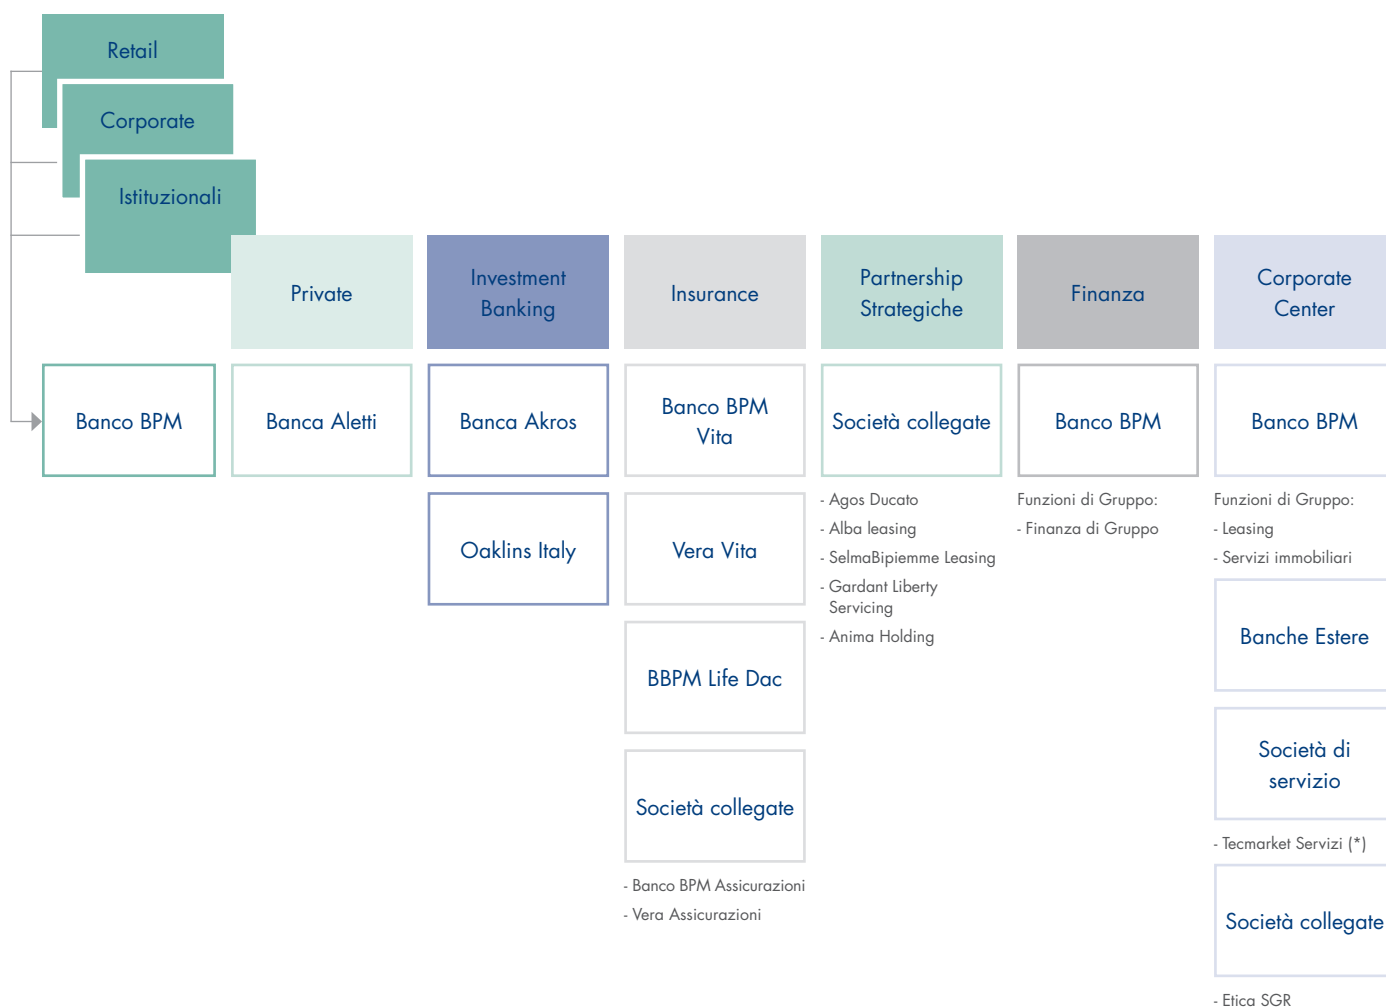 Retail
Corporate
Istituzionali
Private
Investment
Banking
Insurance
Partnership
Strategiche
Finanza
Corporate
Center
Banco BPM
Banca Aletti
Banca Akros
Banco BPM
Vita
Società collegate
Banco BPM
Banco BPM
Oaklins Italy
Vera Vita
BBPM Life Dac
Società collegate
- Banco BPM Assicurazioni
- Vera Assicurazioni
- Agos Ducato
- Alba leasing
- SelmaBipiemme Leasing
- Gardant Liberty
Servicing
- Anima Holding
Funzioni di Gruppo:
- Finanza di Gruppo
Funzioni di Gruppo:
- Leasing
- Servizi immobiliari
Banche Estere
Società di
servizio
- Tecmarket Servizi (*)
Società collegate
- Etica SGR